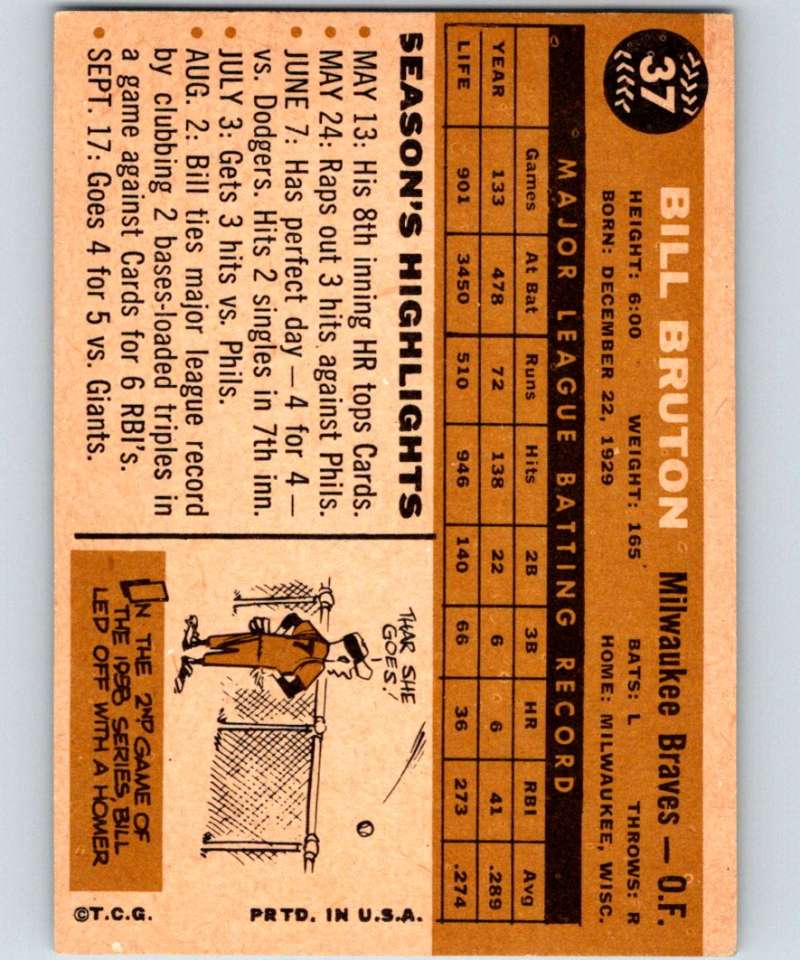 37
BILL BRUTON Milwaukee Braves — O.F.
HEIGHT: 6:00 WEIGHT: 165 BATS: L THROWS: R
BORN: DECEMBER 22, 1929 HOME: MILWAUKEE, WISC.
MAJOR LEAGUE BATTING RECORD
Games At Bat Runs Hits 2B 3B HR RBI Avg
YEAR 133 478 72 138 22 6 6 41 .289
LIFE 901 3450 510 946 140 66 36 273 .274
SEASON'S HIGHLIGHTS
• MAY 13: His 8th inning HR tops Cards.
• MAY 24: Raps out 3 hits against Phils.
• JUNE 7: Has perfect day — 4 for 4 —
vs. Dodgers. Hits 2 singles in 7th inn.
• JULY 3: Gets 3 hits vs. Phils.
• AUG. 2: Bill ties major league record
by clubbing 2 bases-loaded triples in
a game against Cards for 6 RBI's.
• SEPT. 17: Goes 4 for 5 vs. Giants.
THAR SHE
GOES!
IN THE 2ND GAME OF
THE 1958 SERIES, BILL
LED OFF WITH A HOMER
©T.C.G. PRTD. IN U.S.A.